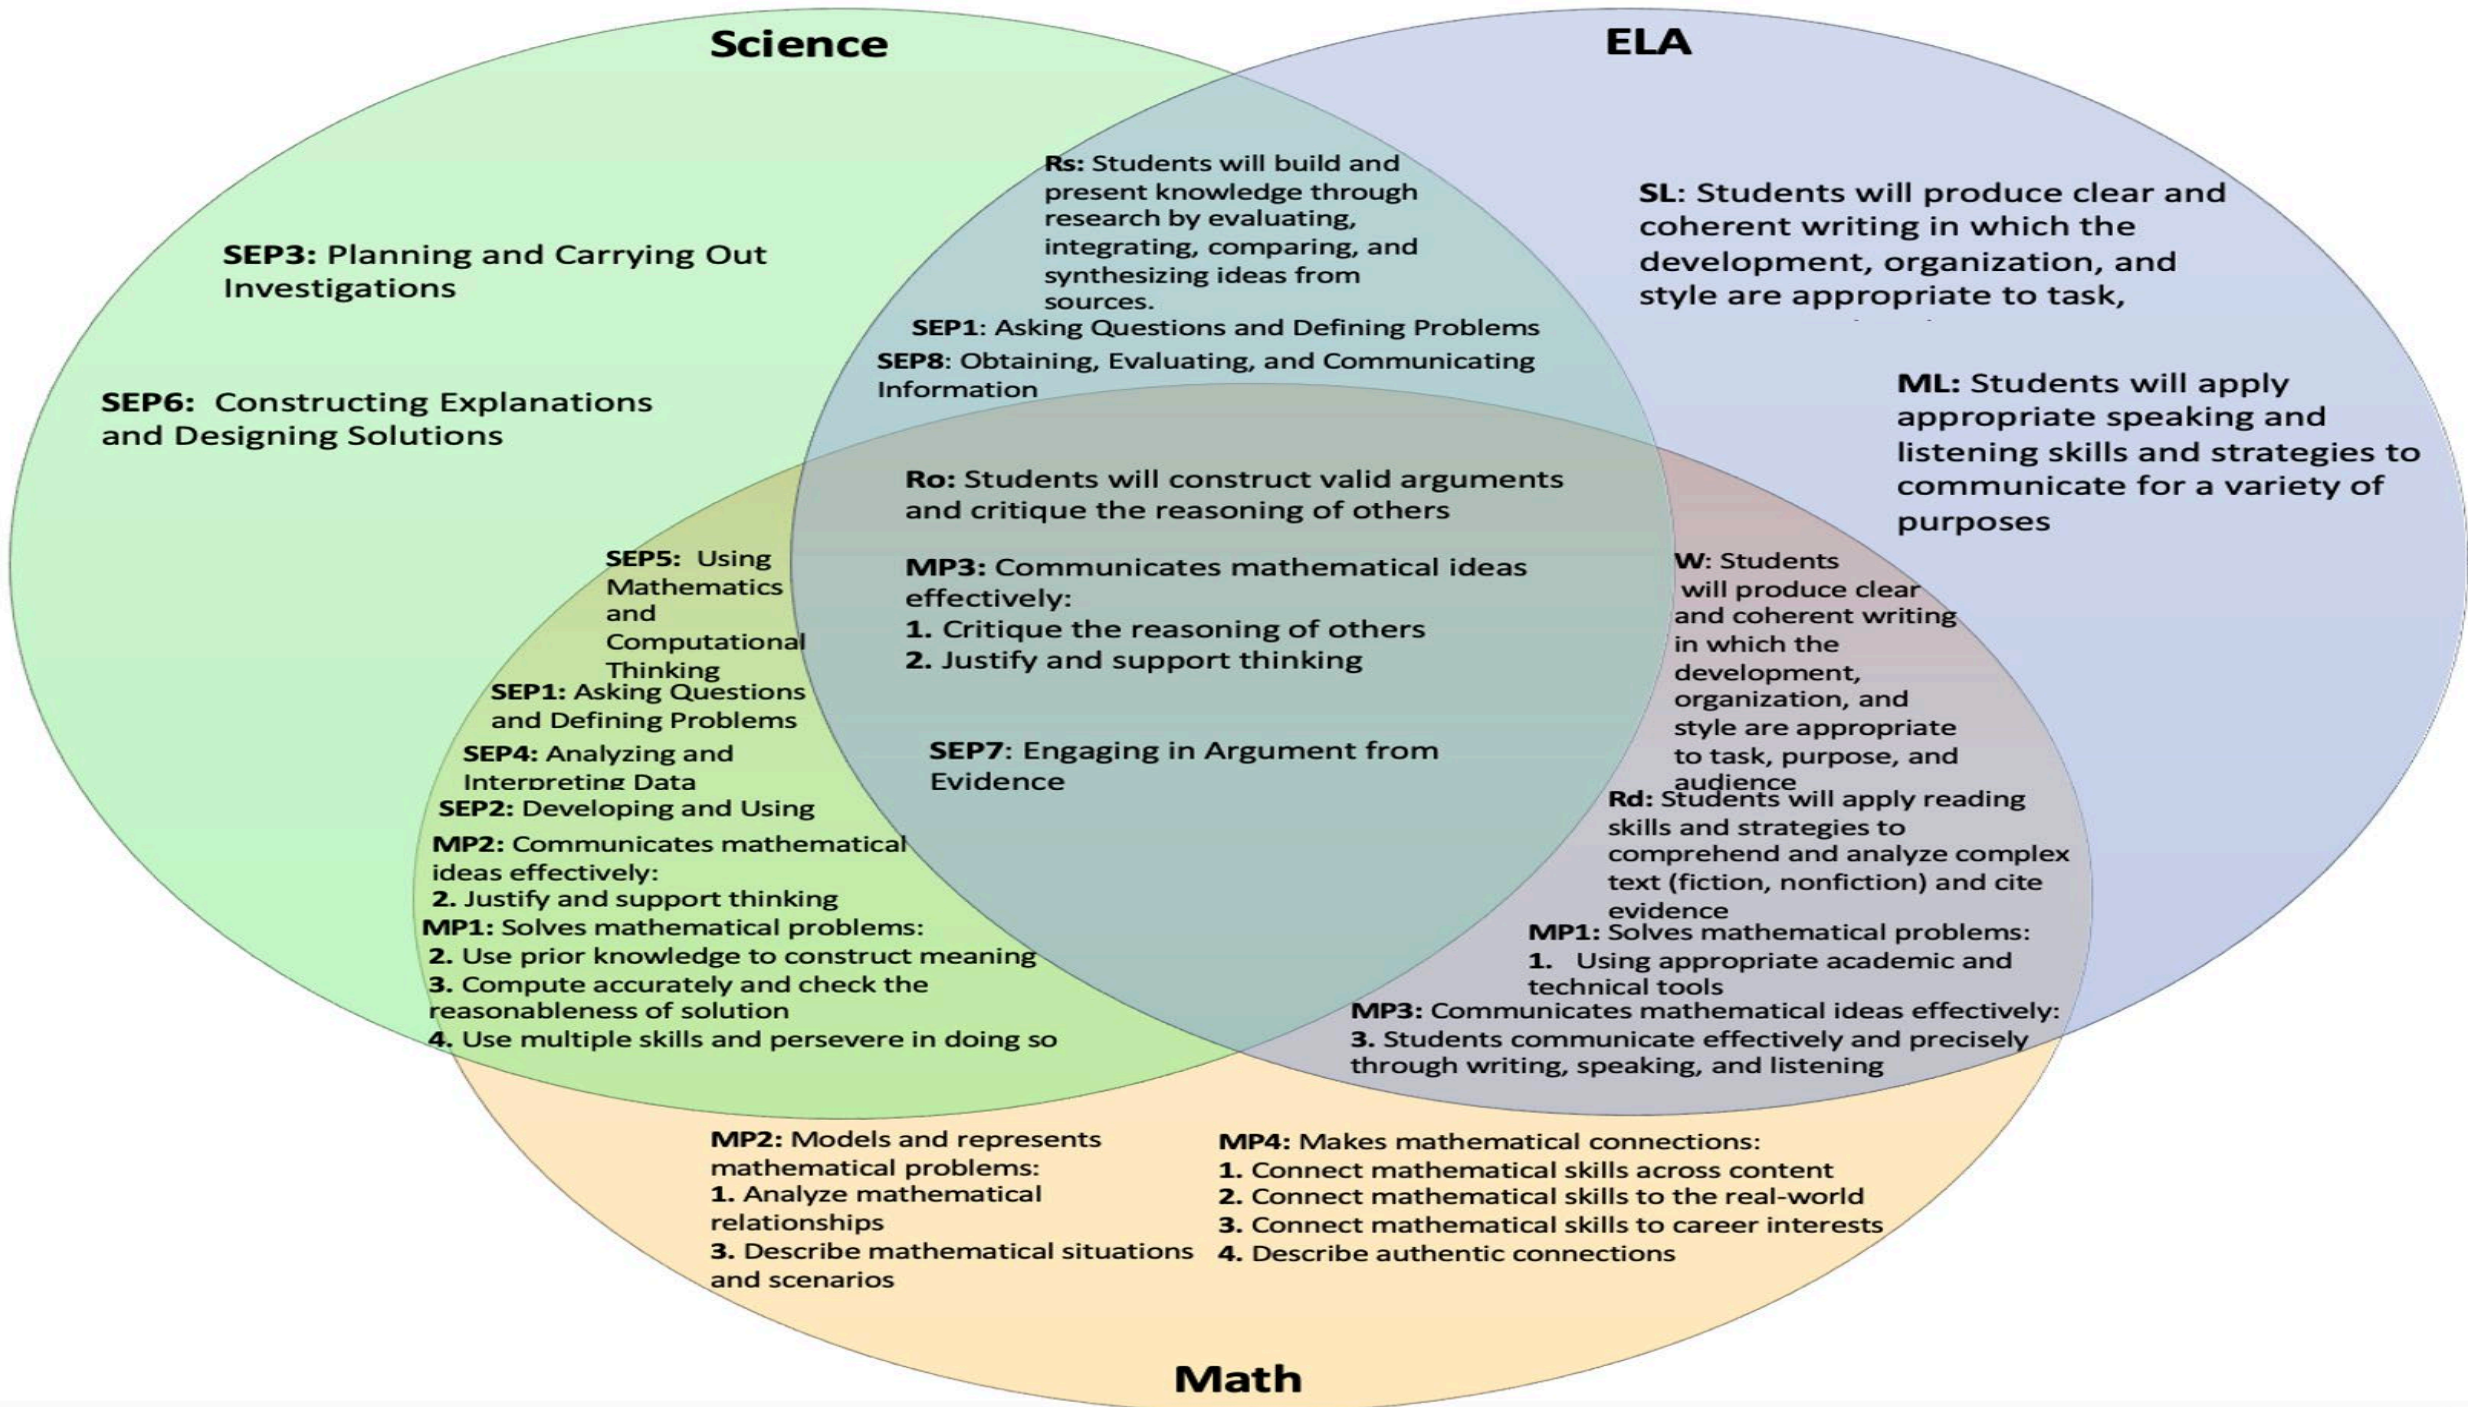 Science
ELA
Rs: Students will build and
present knowledge through
research by evaluating,
integrating, comparing, and
synthesizing ideas from
sources.
SEP1: Asking Questions and Defining Problems
SEP8: Obtaining, Evaluating, and Communicating
Information
SL: Students will produce clear and
coherent writing in which the
development, organization, and
style are appropriate to task,
SEP3: Planning and Carrying Out
Investigations
SEP6: Constructing Explanations
and Designing Solutions
ML: Students will apply
appropriate speaking and
listening skills and strategies to
communicate for a variety of
purposes
Ro: Students will construct valid arguments
and critique the reasoning of others
MP3: Communicates mathematical ideas
effectively:
1. Critique the reasoning of others
2. Justify and support thinking
SEP7: Engaging in Argument from
Evidence
SEP5: Using
Mathematics
and
Computational
Thinking
SEP1: Asking Questions
and Defining Problems
SEP4: Analyzing and
Interpreting Data
SEP2: Developing and Using
MP2: Communicates mathematical
ideas effectively:
2. Justify and support thinking
MP1: Solves mathematical problems:
2. Use prior knowledge to construct meaning
3. Compute accurately and check the
reasonableness of solution
4. Use multiple skills and persevere in doing so
W: Students
will produce clear
and coherent writing
in which the
development,
organization, and
style are appropriate
to task, purpose, and
audience
Rd: Students will apply reading
skills and strategies to
comprehend and analyze complex
text (fiction, nonfiction) and cite
evidence
MP1: Solves mathematical problems:
1. Using appropriate academic and
technical tools
MP3: Communicates mathematical ideas effectively:
3. Students communicate effectively and precisely
through writing, speaking, and listening
MP2: Models and represents
mathematical problems:
1. Analyze mathematical
relationships
3. Describe mathematical situations
and scenarios
MP4: Makes mathematical connections:
1. Connect mathematical skills across content
2. Connect mathematical skills to the real-world
3. Connect mathematical skills to career interests
4. Describe authentic connections
Math